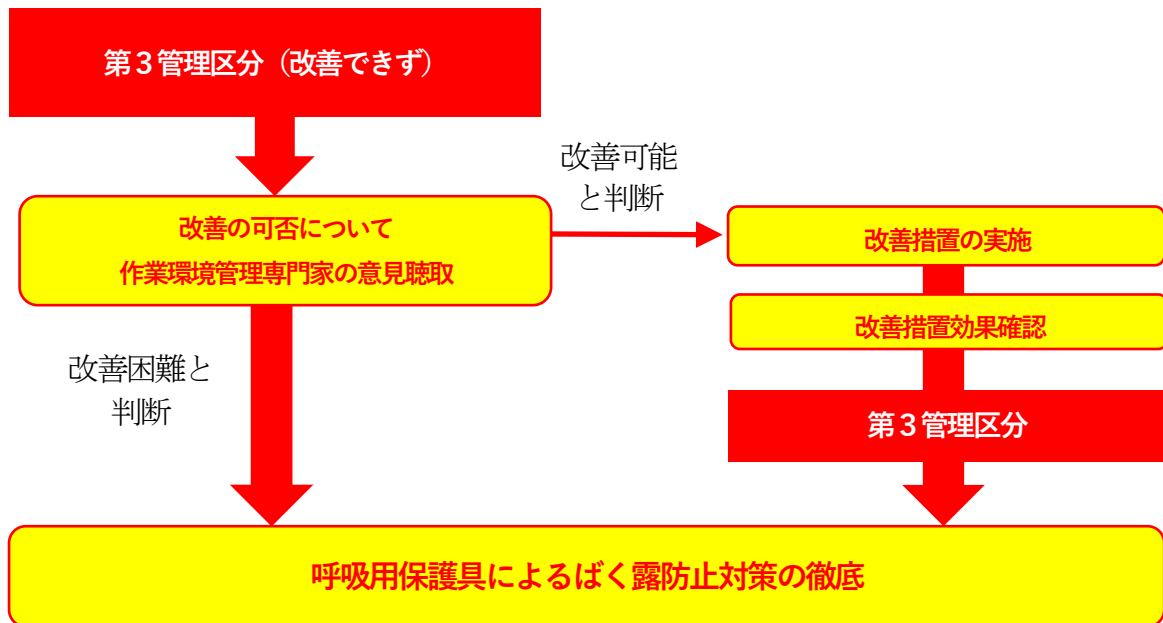 第３管理区分（改善できず）
改善の可否について
作業環境管理専門家の意見聴取
改善可能
と判断
改善措置の実施
改善措置効果確認
改善困難と
判断
第３管理区分
呼吸用保護具によるばく露防止対策の徹底